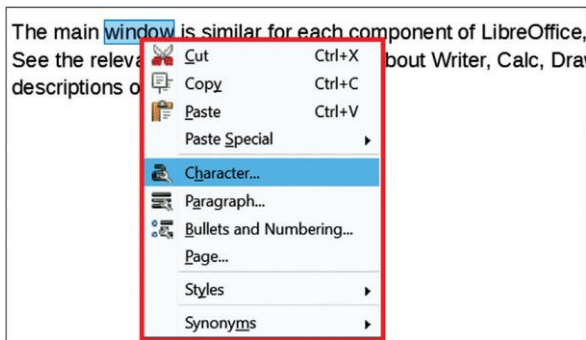 The main window is similar for each component of LibreOffice,
See the releva
bout Writer, Calc, Drav
descriptions o
Cut Ctrl+X
Copy Ctrl+C
Paste Ctrl+V
Paste Special
Character...
Paragraph...
Bullets and Numbering...
Page...
Styles
Synonyms